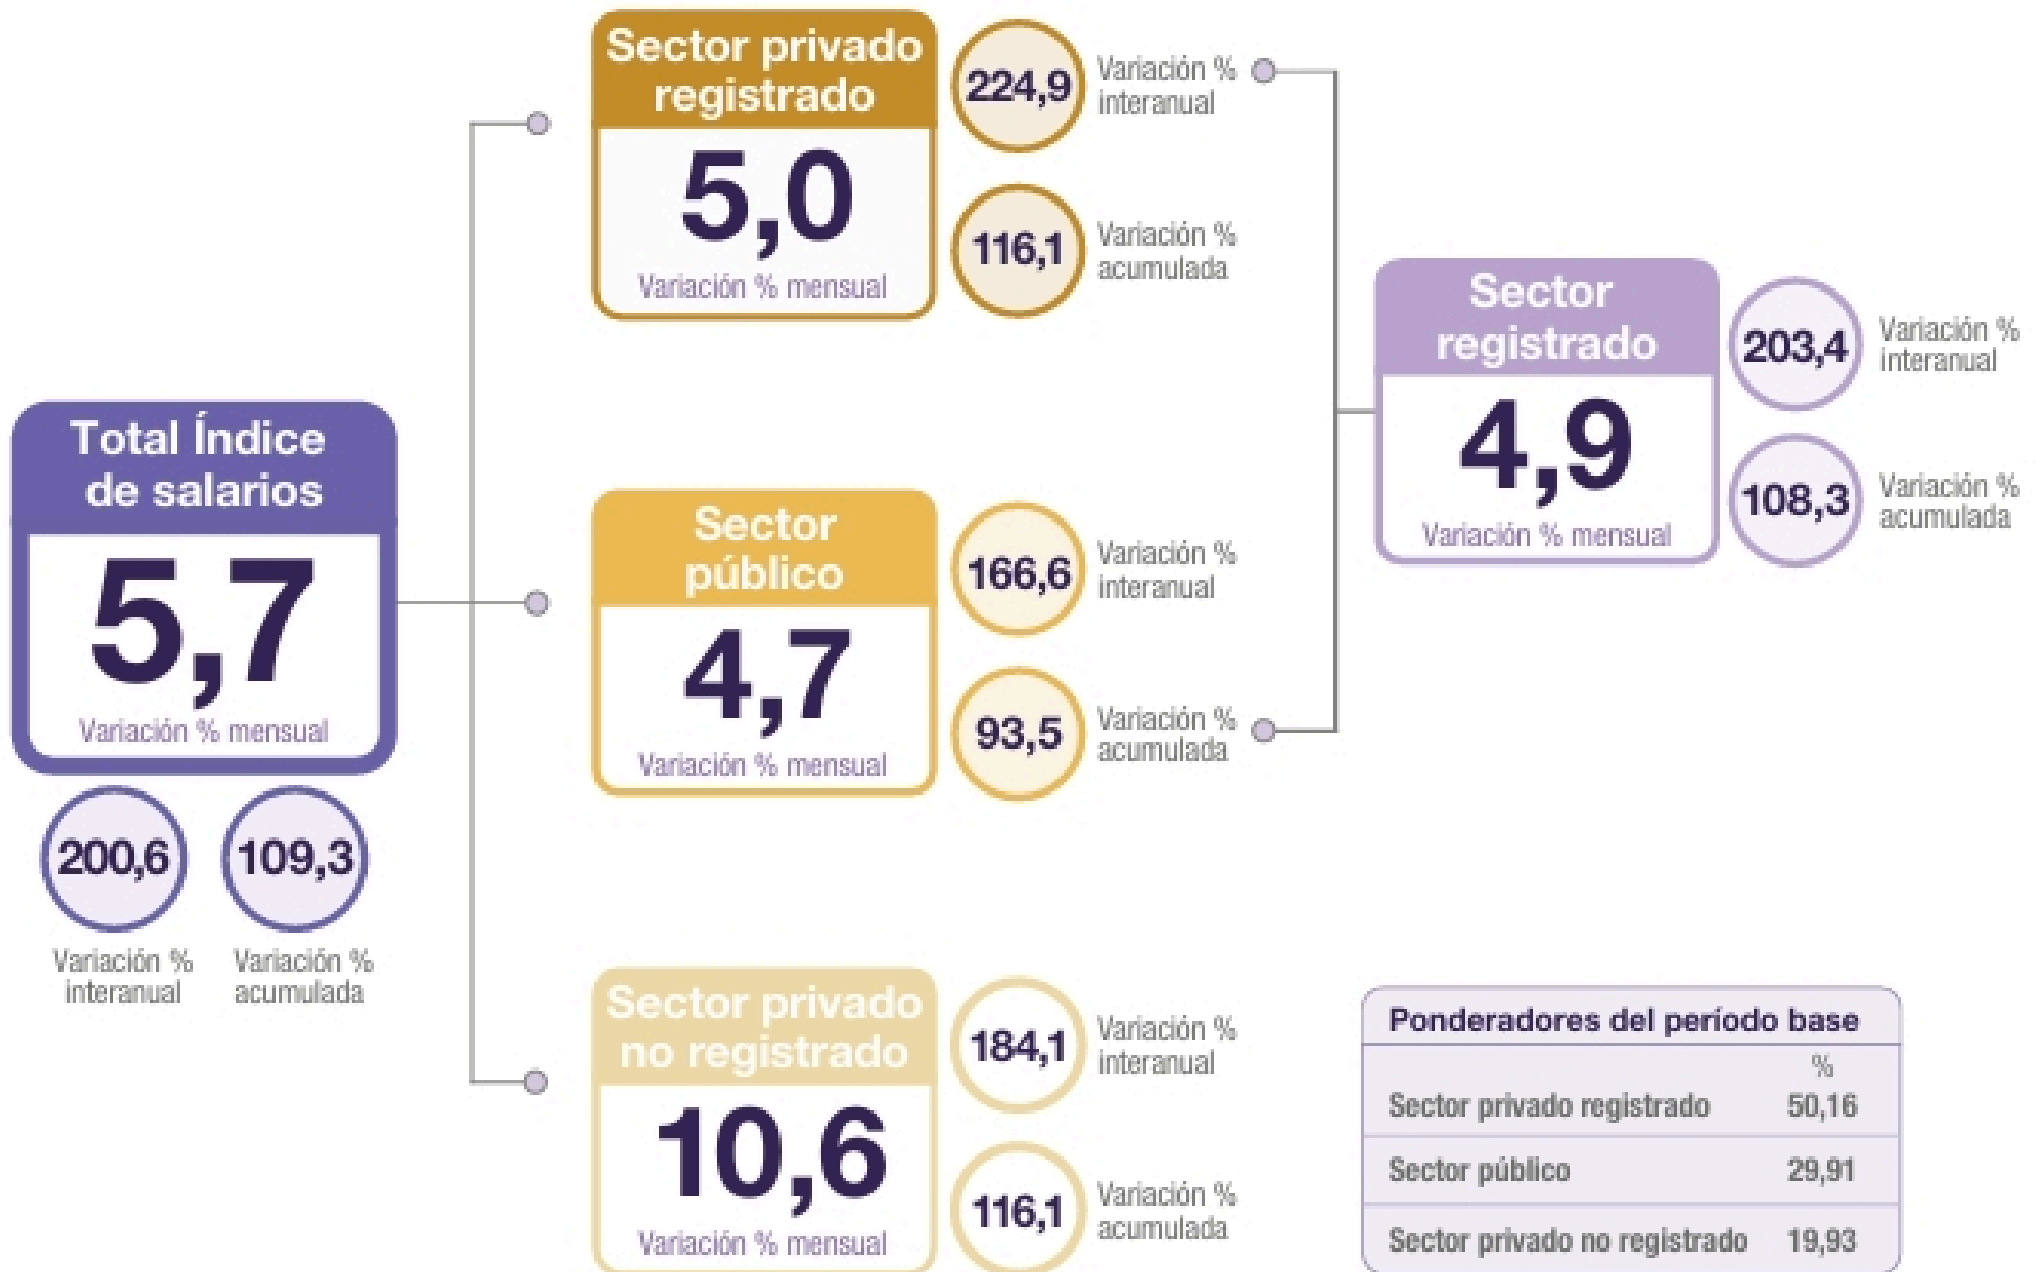 Total Índice
de salarios
5,7
Variación % mensual
200,6
Variación %
interanual
109,3
Variación %
acumulada
Sector privado
registrado
5,0
Variación % mensual
224,9
Variación %
interanual
116,1
Variación %
acumulada
Sector
público
4,7
Variación % mensual
166,6
Variación %
interanual
93,5
Variación %
acumulada
Sector privado
no registrado
10,6
Variación % mensual
184,1
Variación %
interanual
116,1
Variación %
acumulada
Sector
registrado
4,9
Variación % mensual
203,4
Variación %
interanual
108,3
Variación %
acumulada
Ponderadores del período base
%
Sector privado registrado 50,16
Sector público 29,91
Sector privado no registrado 19,93